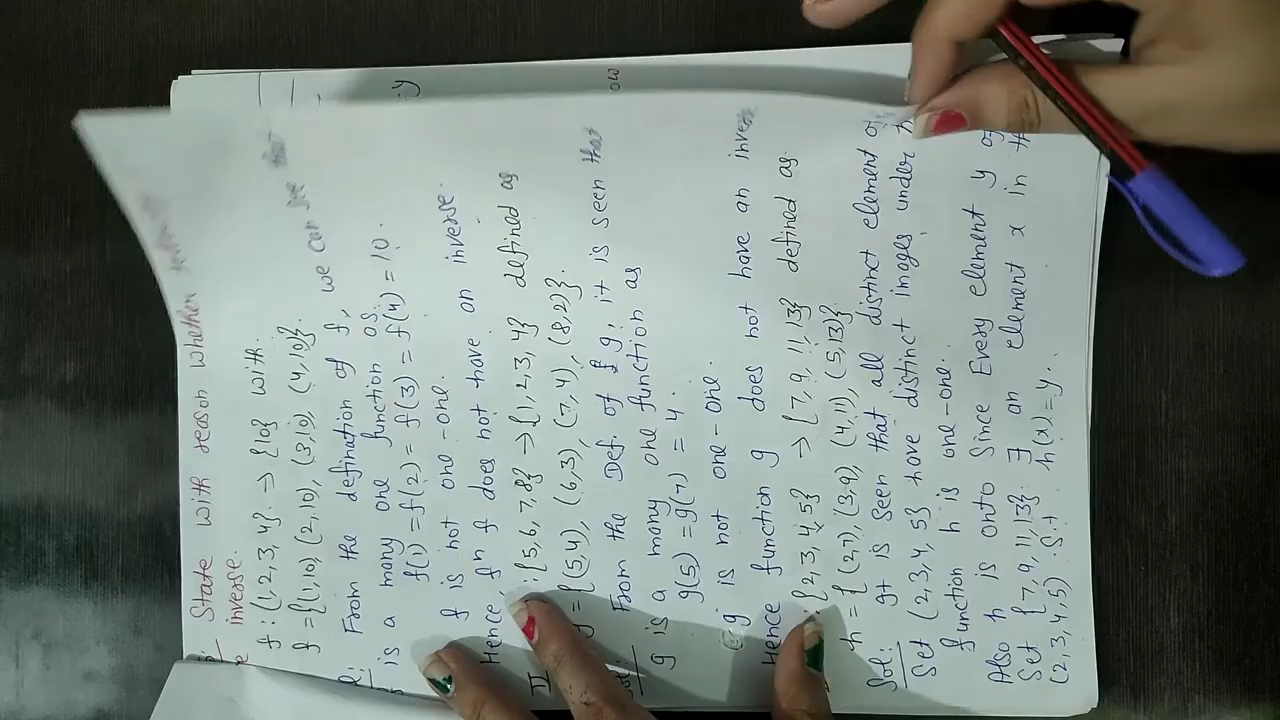 State with reason whether
inverse.
f : (1, 2, 3, 4} → {10} with.
f = {(1, 10) (2, 10), (3, 10), (4, 10)}.
From the defination of f, we can see that
is a many one function as.
f(1) = f(2) = f(3) = f(4) = 10.
f is not one-one.
Hence, fn f does not have on inverse.
II : {5, 6, 7, 8} → {1, 2, 3, 4} defined as
g = {(5, 4), (6, 3), (7, 4), (8, 2)}.
Sol: From the Def. of g, it is seen that
g is a many one function as
g(5) = g(7) = 4.
g is not one-one.
Hence function g does not have an inverse
: {2, 3, 4, 5} → {7, 9, 11, 13} defined as.
h = {(2, 7), (3, 9), (4, 11), (5, 13)}.
Sol: It is seen that all distinct element of
Set (2, 3, 4, 5} have distinct images under h
function h is one-one.
Also h is onto Since Every element y of
Set {7, 9, 11, 13} ∃ an element x in
(2, 3, 4, 5) S.t h(x) = y.
y
ow